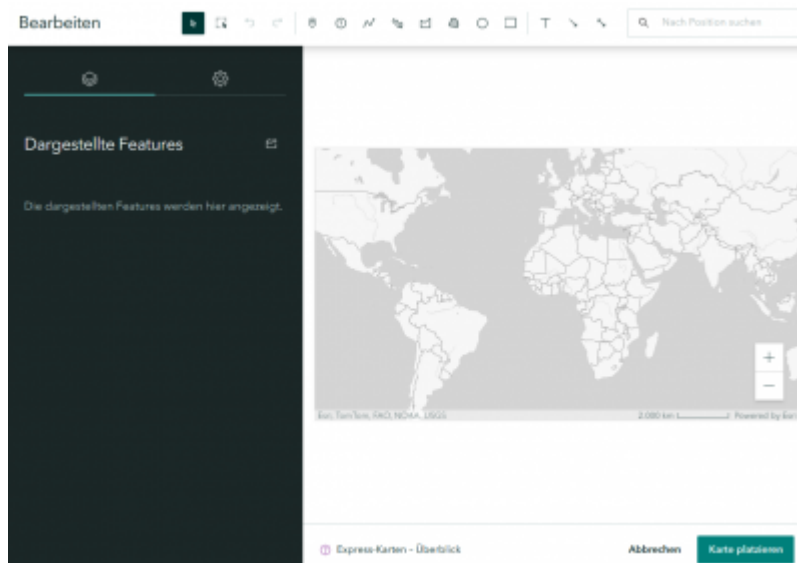 Bearbeiten
Nach Position suchen
Dargestellte Features
Die dargestellten Features werden hier angezeigt.
+
−
Esri, TomTom, FAO, NOAA, USGS
2.000 km
Powered by Esri
Express-Karten – Überblick
Abbrechen
Karte platzieren